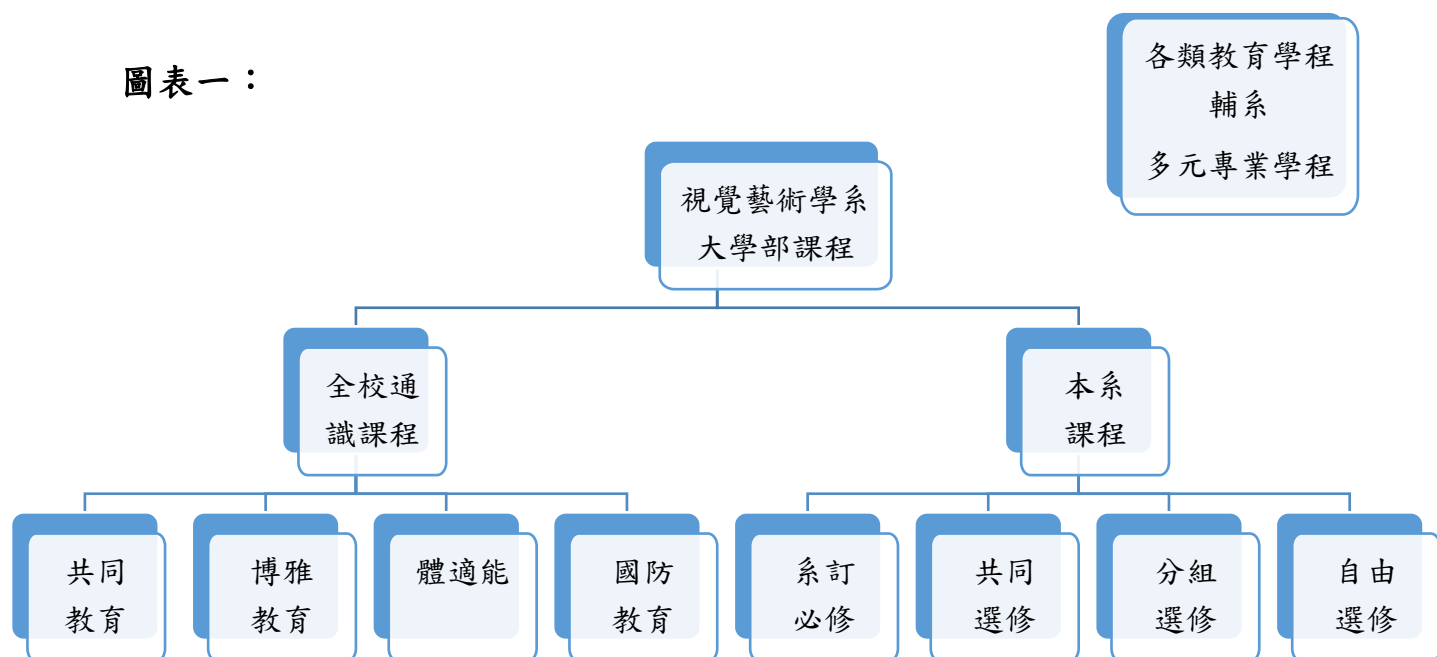 圖表一：
各類教育學程
輔系
多元專業學程
視覺藝術學系
大學部課程
全校通
識課程
本系
課程
共同
教育
博雅
教育
體適能
國防
教育
系訂
必修
共同
選修
分組
選修
自由
選修